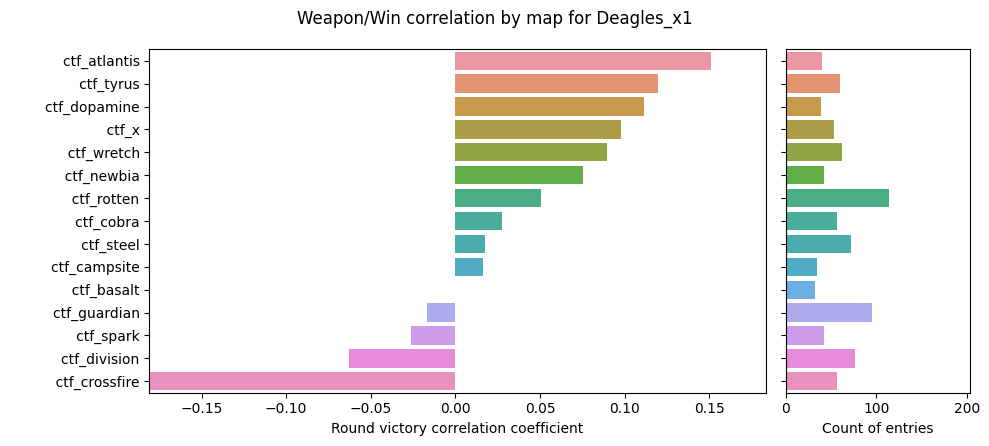 Weapon/Win correlation by map for Deagles_x1
ctf_atlantis
ctf_tyrus
ctf_dopamine
ctf_x
ctf_wretch
ctf_newbia
ctf_rotten
ctf_cobra
ctf_steel
ctf_campsite
ctf_basalt
ctf_guardian
ctf_spark
ctf_division
ctf_crossfire
−0.15 −0.10 −0.05 0.00 0.05 0.10 0.15
Round victory correlation coefficient
0 100 200
Count of entries